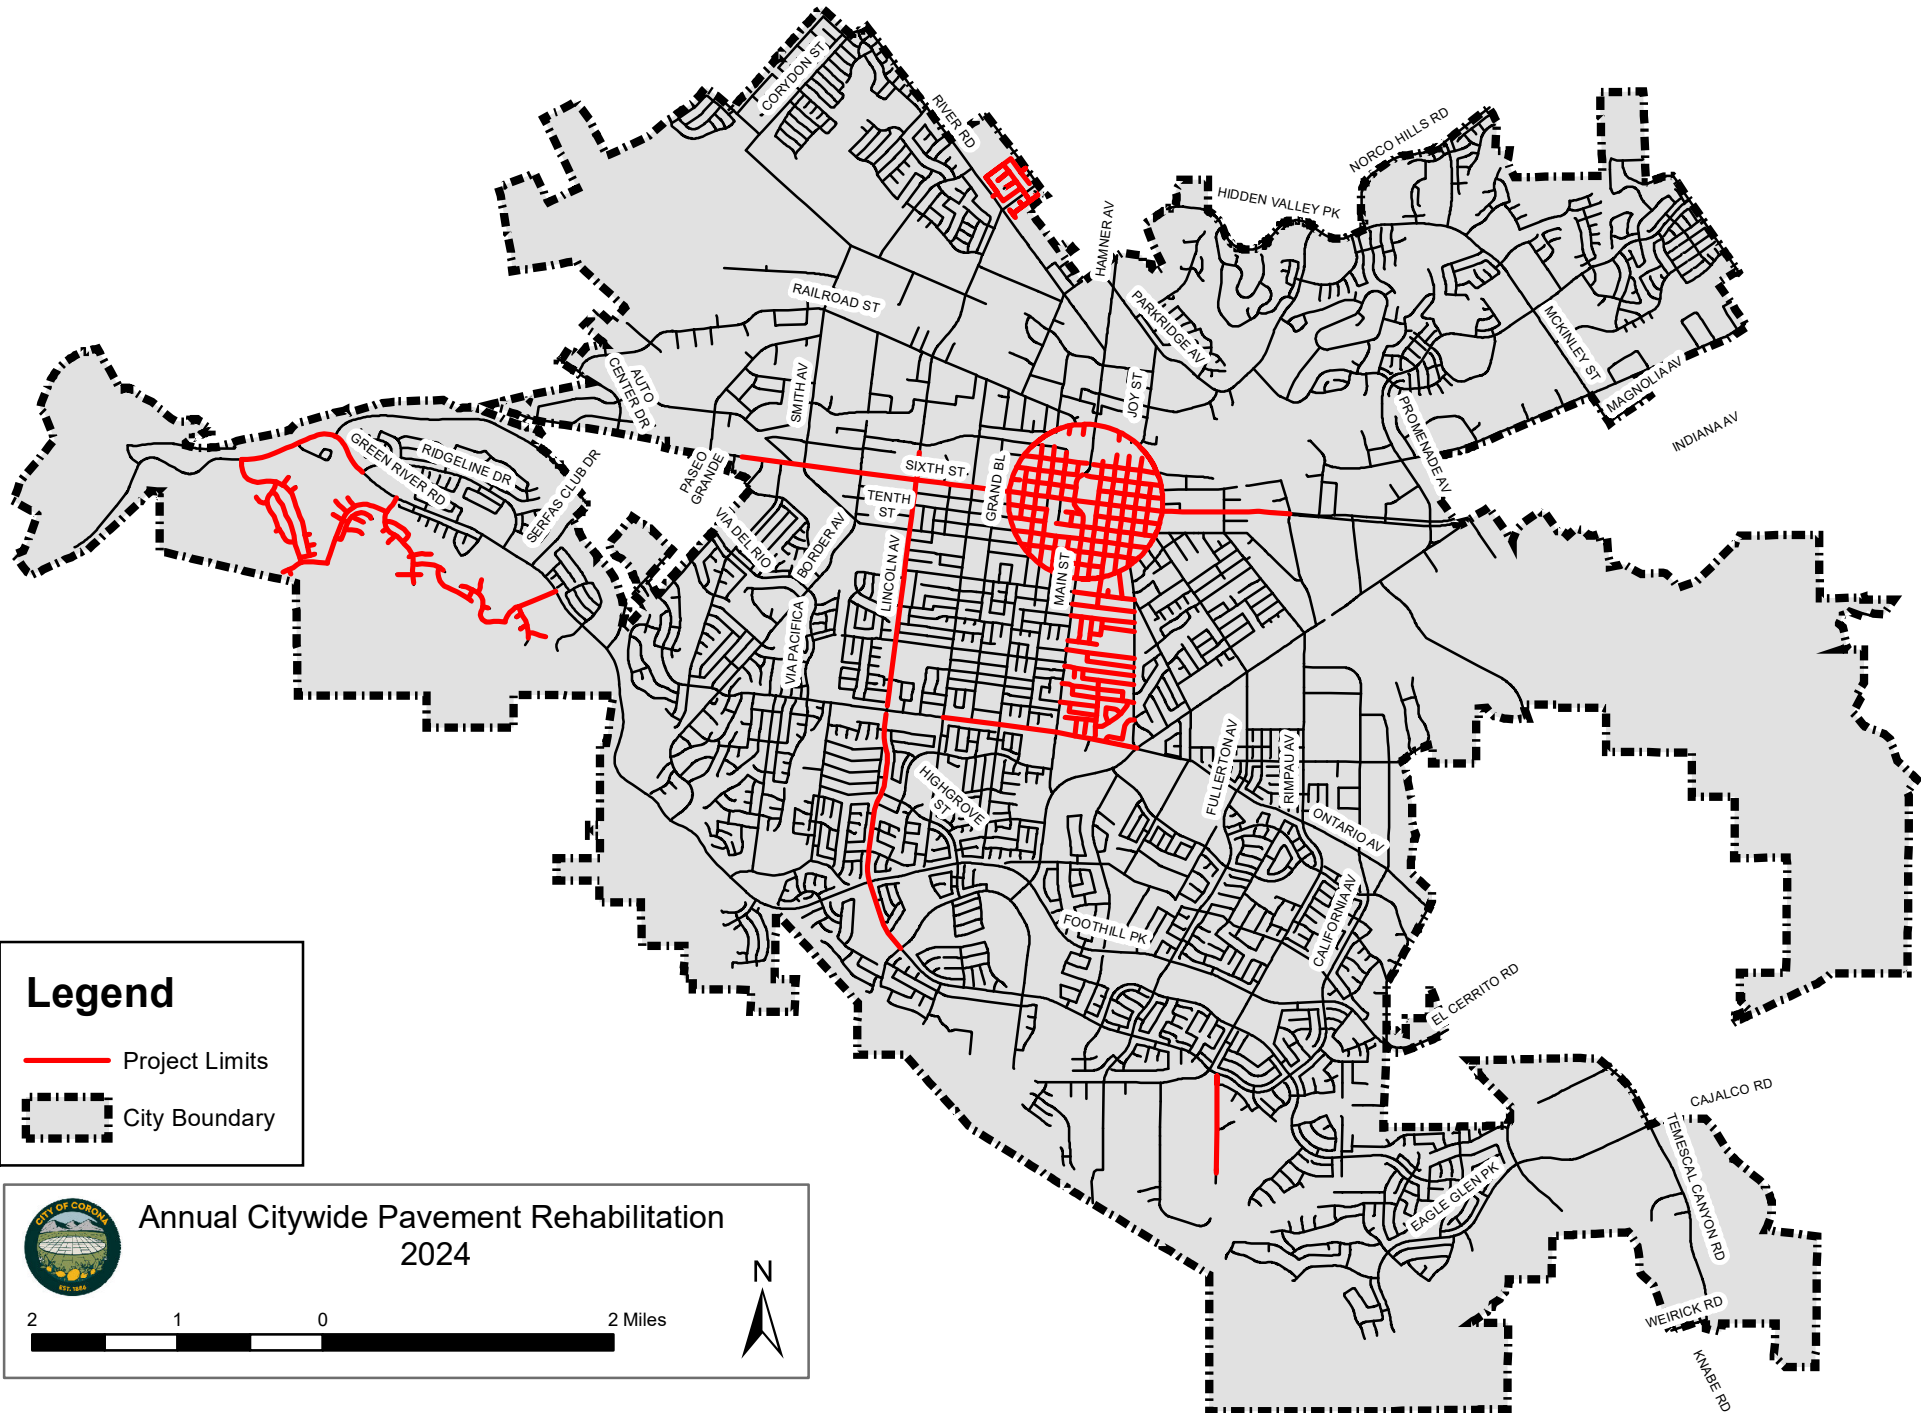 CORYDON ST
RIVER RD
NORCO HILLS RD
HIDDEN VALLEY PK
HAMNER AV
PARKRIDGE AV
RAILROAD ST
MCKINLEY ST
MAGNOLIA AV
INDIANA AV
AUTO
CENTER DR
SMITH AV
JOY ST
PROMENADE AV
GREEN RIVER RD
RIDGELINE DR
SERFAS CLUB DR
PASEO
GRANDE
SIXTH ST
GRAND BL
TENTH
ST
VIA DEL RIO
BORDER AV
LINCOLN AV
MAIN ST
VIA PACIFICA
FULLERTON AV
RIMPAU AV
HIGHGROVE
ST
ONTARIO AV
CALIFORNIA AV
FOOTHILL PK
EL CERRITO RD
CAJALCO RD
TEMESCAL CANYON RD
EAGLE GLEN PK
WEIRICK RD
KNABE RD
Legend
Project Limits
City Boundary
CITY OF CORONA
EST. 1886
Annual Citywide Pavement Rehabilitation
2024
N
2 1 0 2 Miles